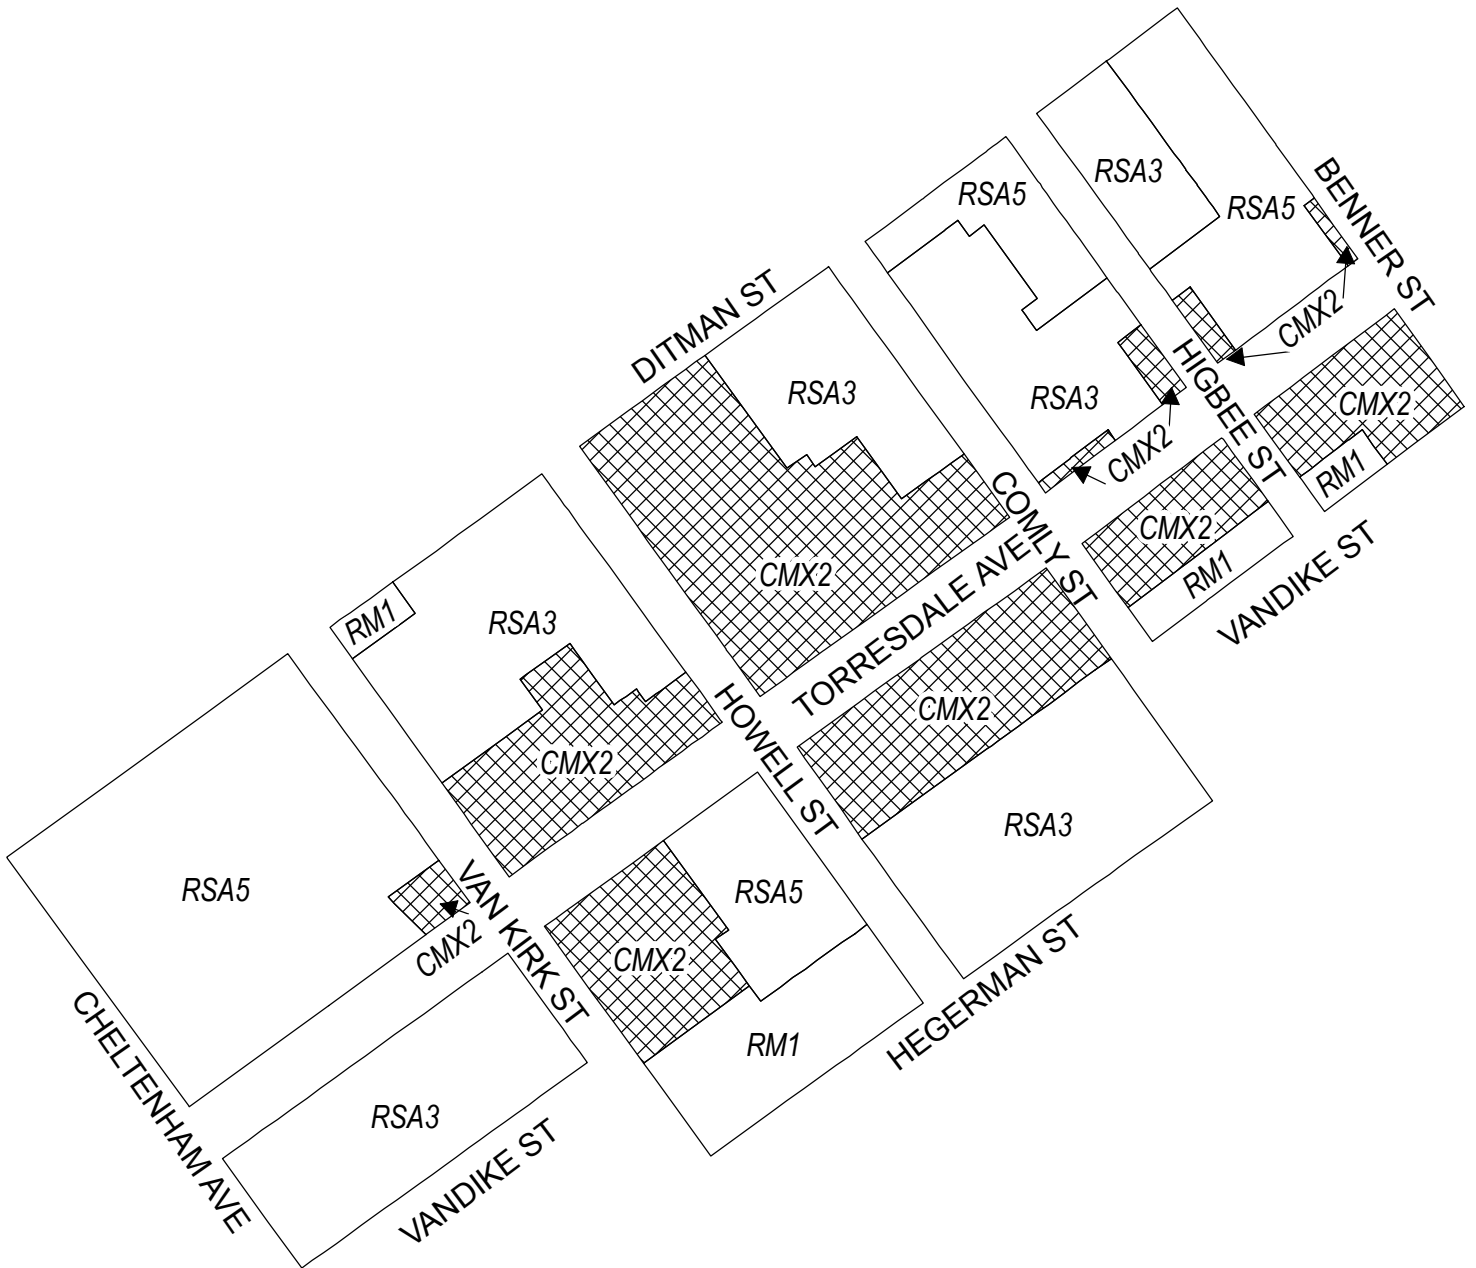 RSA3
RSA5
BENNER ST
RSA5
DITMAN ST
CMX2
RSA3
RSA3
HIGBEE ST
CMX2
CMX2
RM1
COMLY ST
CMX2
RM1
VANDIKE ST
CMX2
TORRESDALE AVE
RM1
RSA3
CMX2
HOWELL ST
CMX2
RSA3
RSA5
CMX2
VAN KIRK ST
RSA5
CMX2
HEGERMAN ST
RM1
CHELTENHAM AVE
RSA3
VANDIKE ST